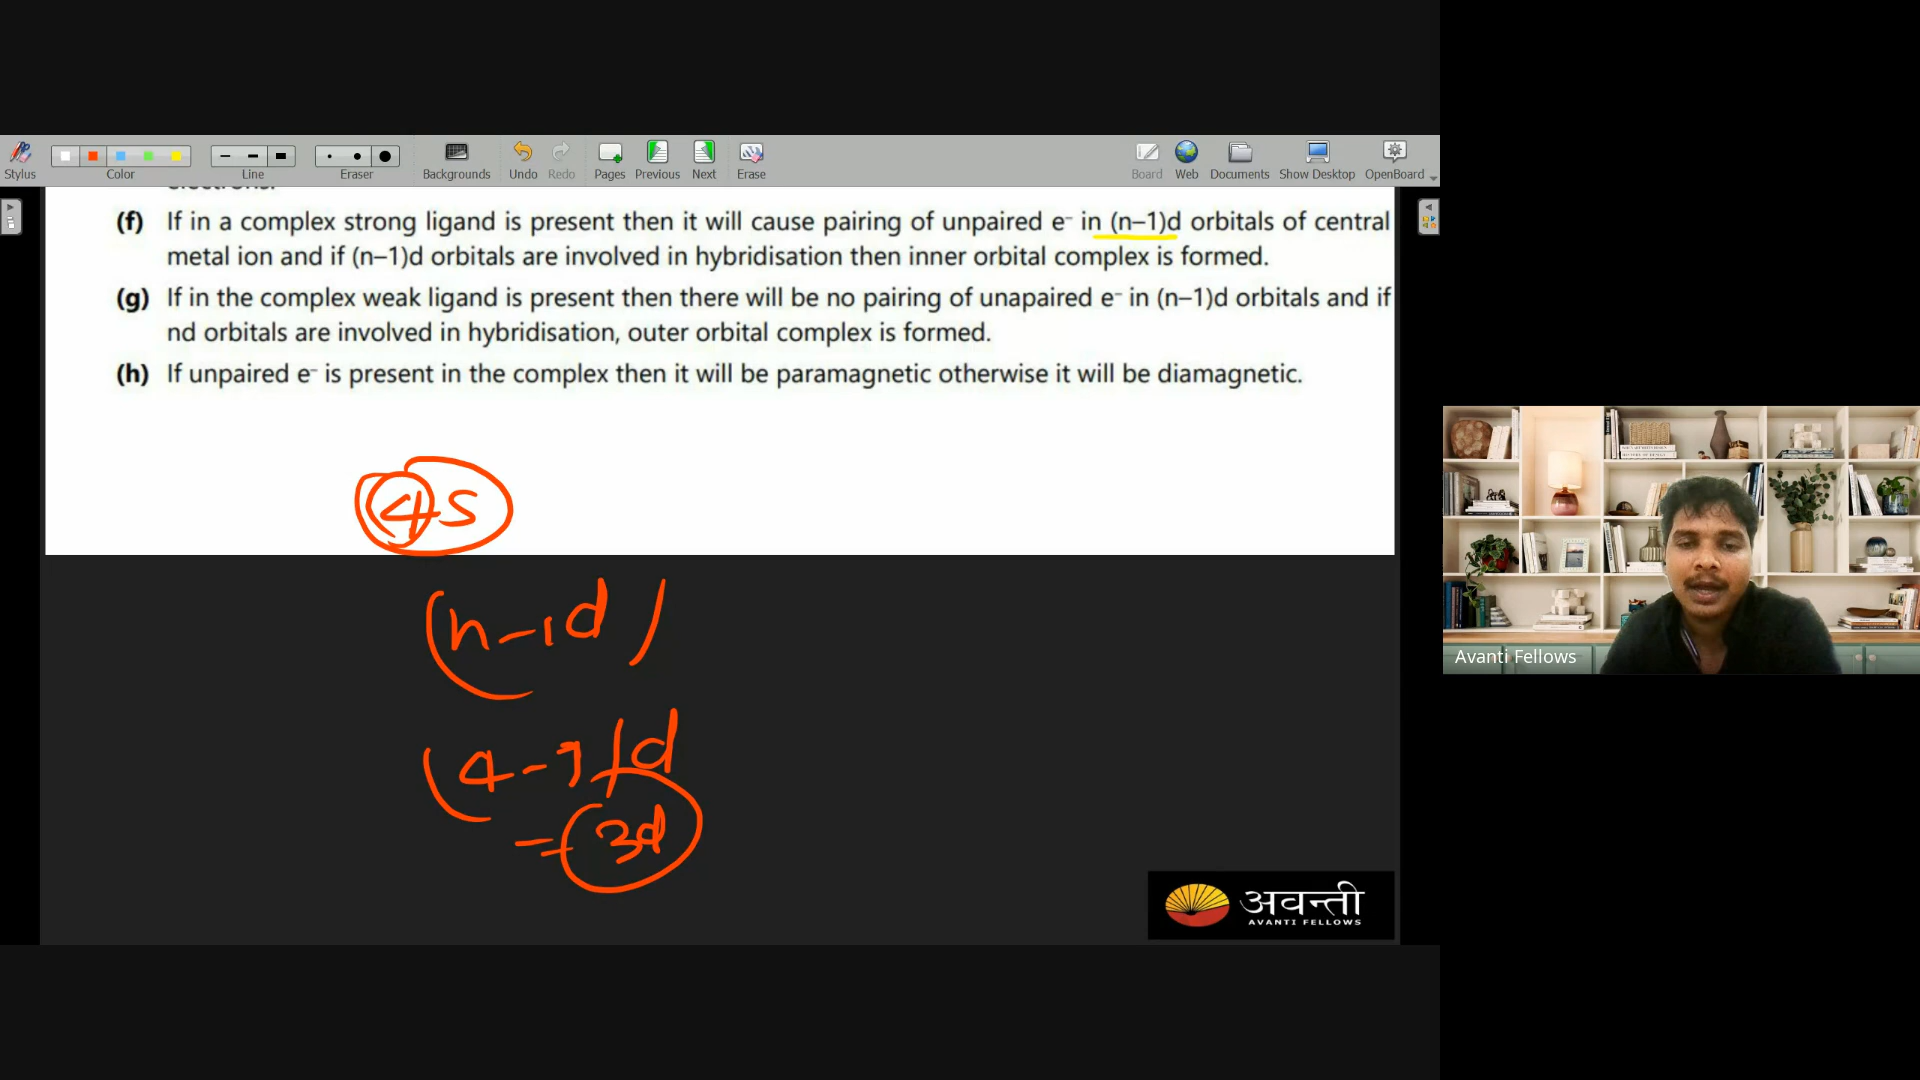 Stylus Color Line Eraser Backgrounds Undo Redo Pages Previous Next Erase Board Web Documents Show Desktop OpenBoard
electrons.
(f) If in a complex strong ligand is present then it will cause pairing of unpaired e⁻ in (n–1)d orbitals of central
metal ion and if (n–1)d orbitals are involved in hybridisation then inner orbital complex is formed.
(g) If in the complex weak ligand is present then there will be no pairing of unapaired e⁻ in (n–1)d orbitals and if
nd orbitals are involved in hybridisation, outer orbital complex is formed.
(h) If unpaired e⁻ is present in the complex then it will be paramagnetic otherwise it will be diamagnetic.
4s
(n-1d)
(4-1)d
=3d
अवन्ती
AVANTI FELLOWS
Avanti Fellows